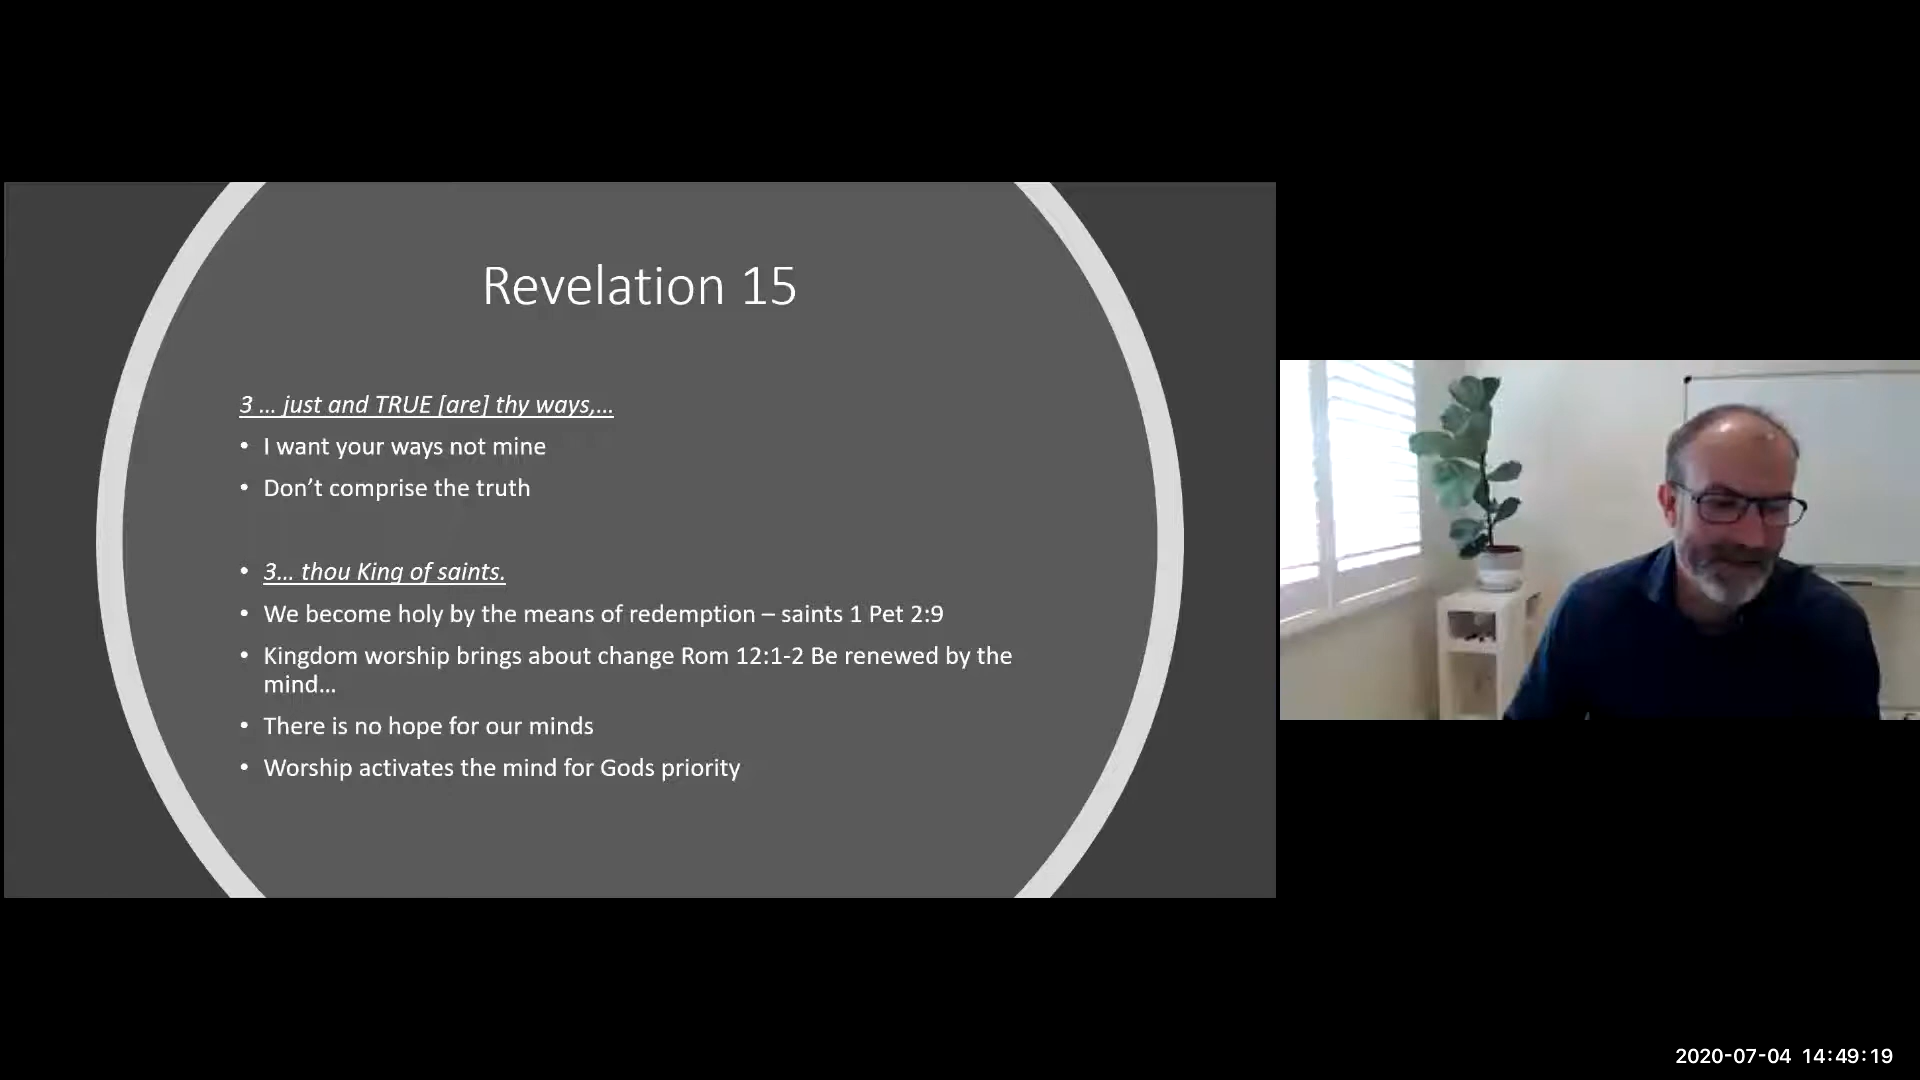 Revelation 15
3 … just and TRUE [are] thy ways,…
• I want your ways not mine
• Don’t comprise the truth
• 3… thou King of saints.
• We become holy by the means of redemption – saints 1 Pet 2:9
• Kingdom worship brings about change Rom 12:1-2 Be renewed by the
mind…
• There is no hope for our minds
• Worship activates the mind for Gods priority
2020-07-04 14:49:19